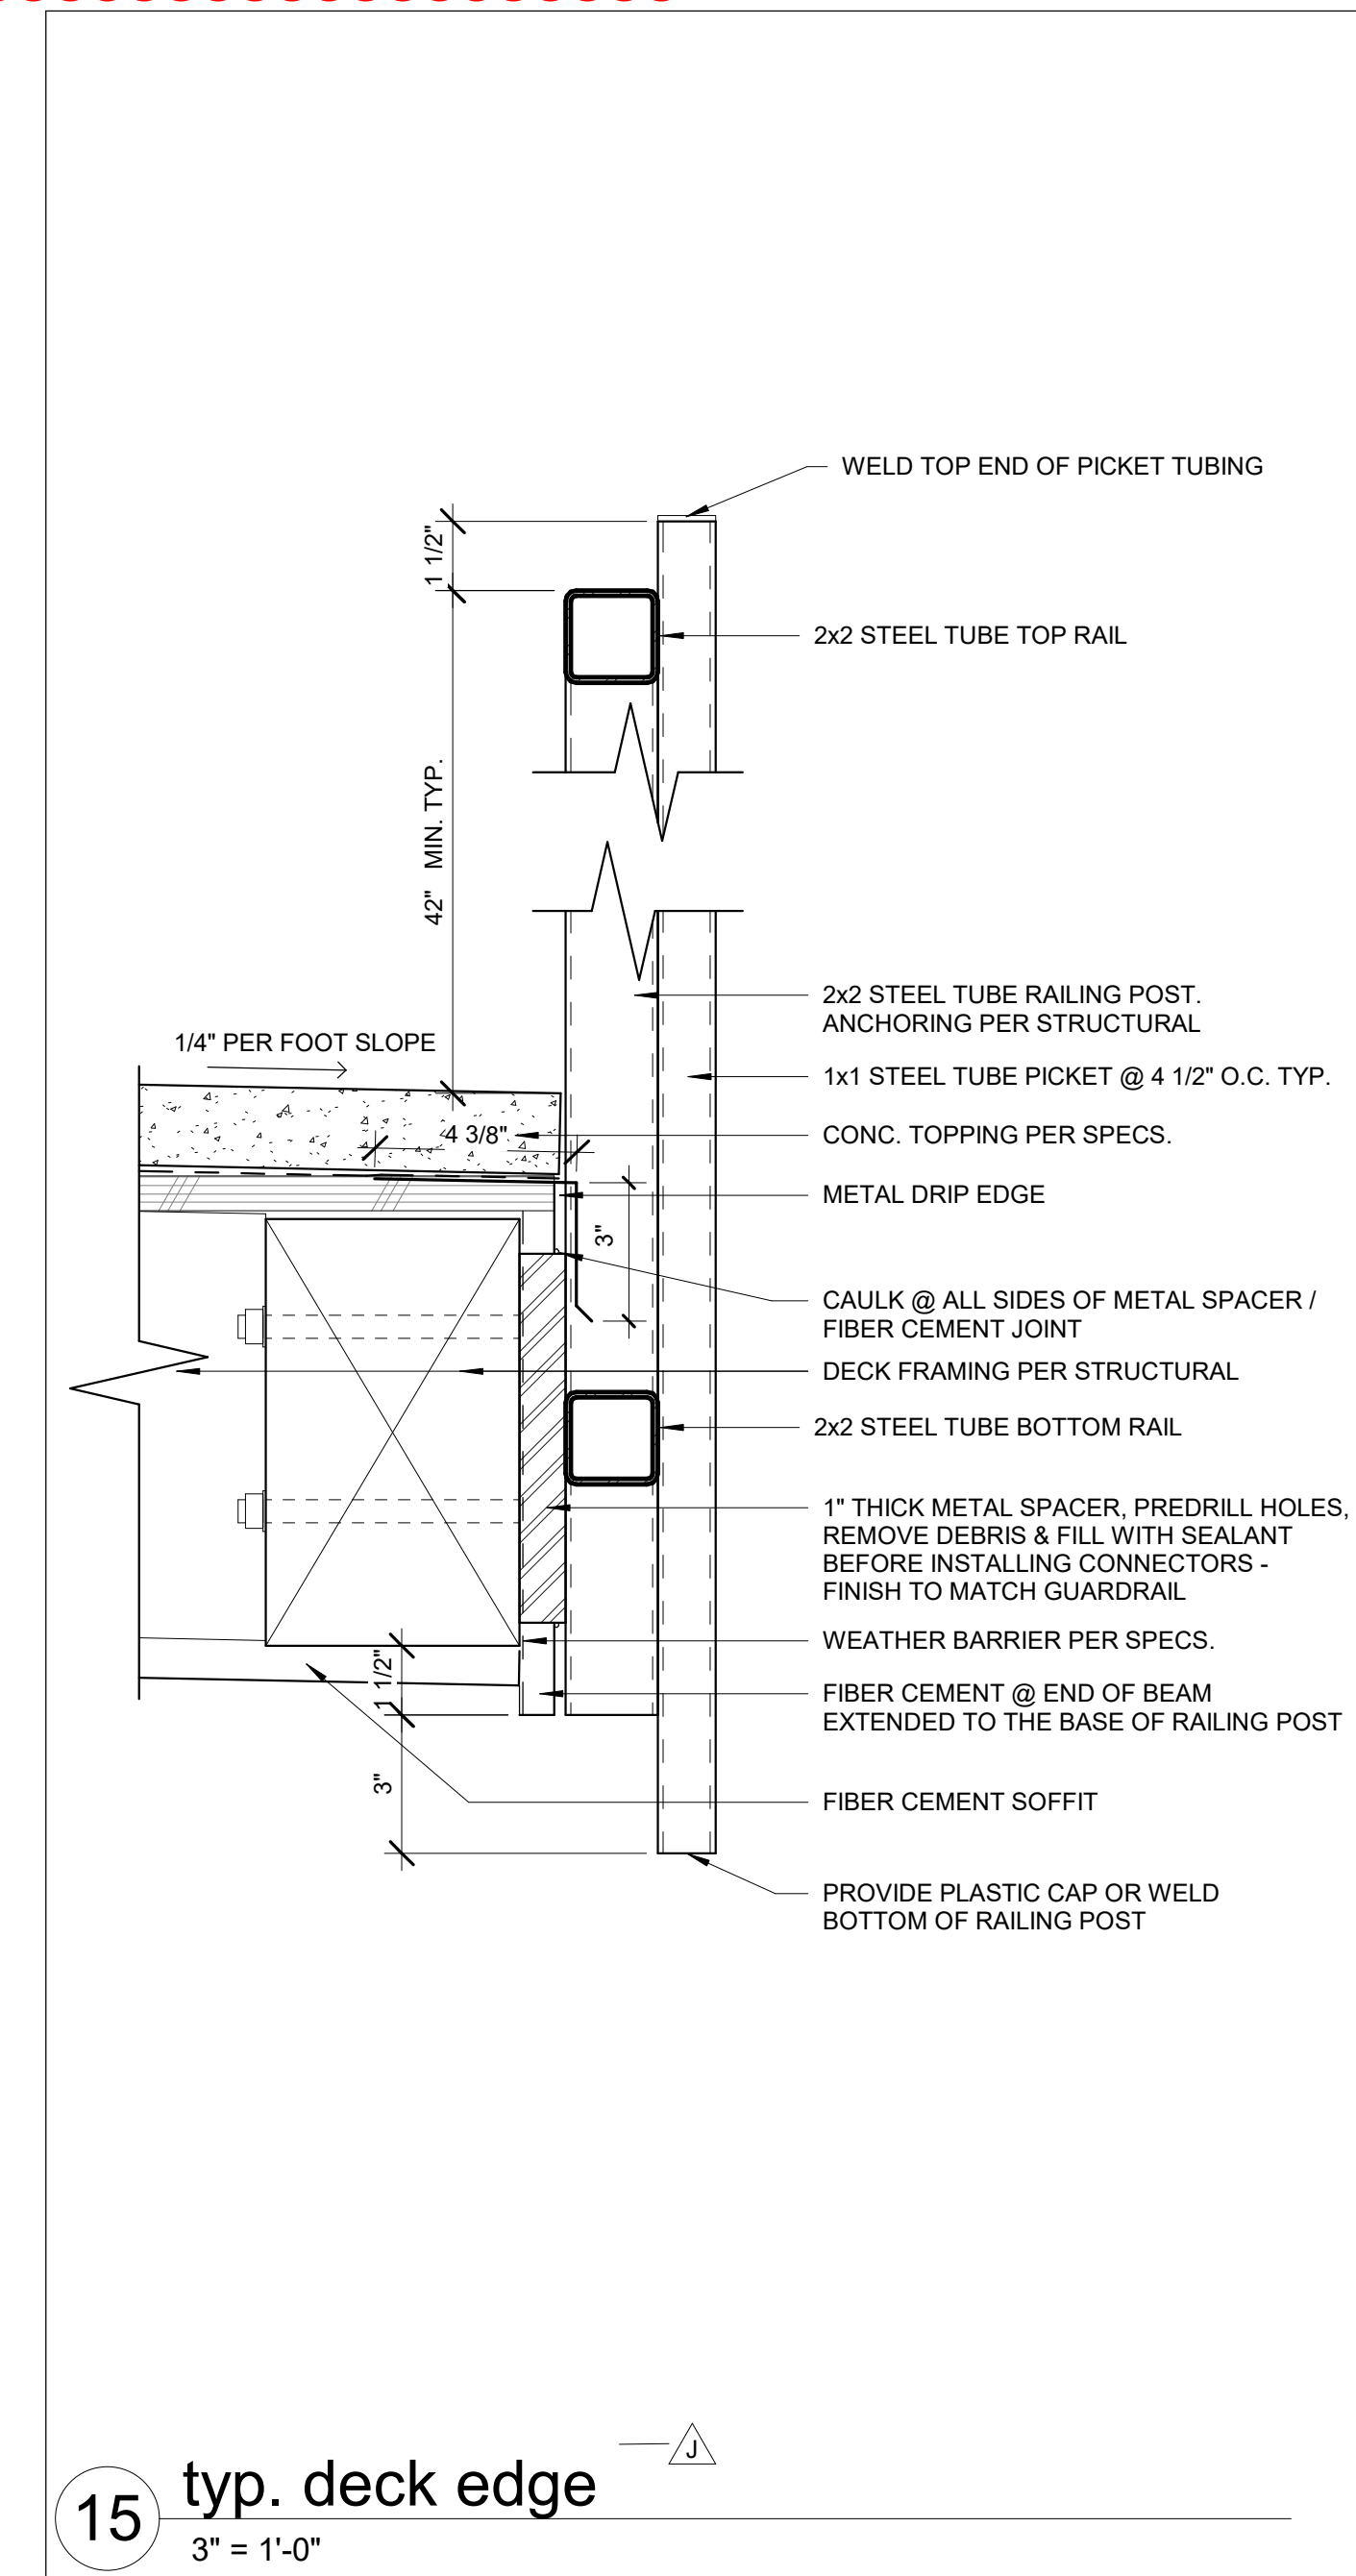 WELD TOP END OF PICKET TUBING
1 1/2"
2x2 STEEL TUBE TOP RAIL
42" MIN. TYP.
2x2 STEEL TUBE RAILING POST.
ANCHORING PER STRUCTURAL
1/4" PER FOOT SLOPE
1x1 STEEL TUBE PICKET @ 4 1/2" O.C. TYP.
4 3/8"
CONC. TOPPING PER SPECS.
METAL DRIP EDGE
3"
CAULK @ ALL SIDES OF METAL SPACER /
FIBER CEMENT JOINT
DECK FRAMING PER STRUCTURAL
2x2 STEEL TUBE BOTTOM RAIL
1" THICK METAL SPACER, PREDRILL HOLES,
REMOVE DEBRIS & FILL WITH SEALANT
BEFORE INSTALLING CONNECTORS -
FINISH TO MATCH GUARDRAIL
WEATHER BARRIER PER SPECS.
1 1/2"
FIBER CEMENT @ END OF BEAM
EXTENDED TO THE BASE OF RAILING POST
3"
FIBER CEMENT SOFFIT
PROVIDE PLASTIC CAP OR WELD
BOTTOM OF RAILING POST
J
15
typ. deck edge
3" = 1'-0"